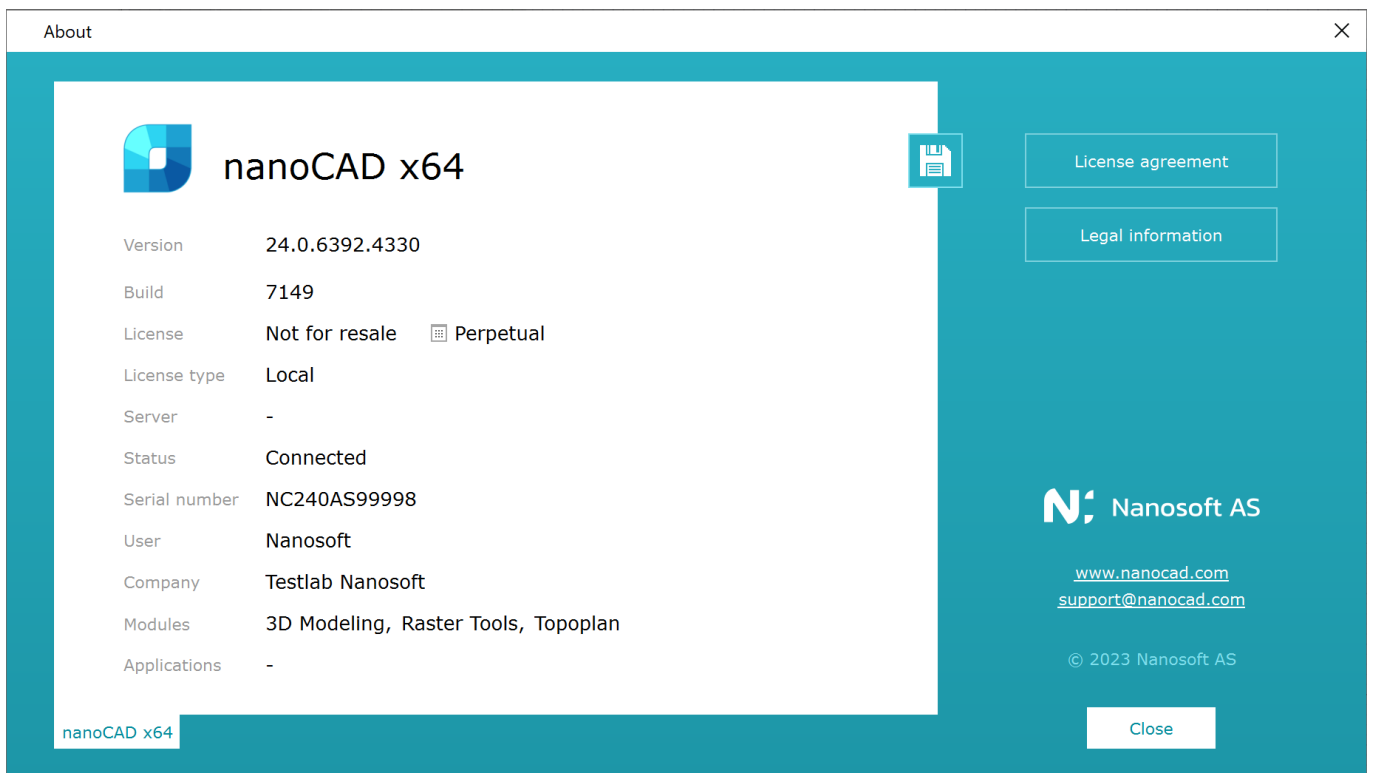 About
nanoCAD x64
Version 24.0.6392.4330
Build 7149
License Not for resale Perpetual
License type Local
Server -
Status Connected
Serial number NC240AS99998
User Nanosoft
Company Testlab Nanosoft
Modules 3D Modeling, Raster Tools, Topoplan
Applications -
nanoCAD x64
License agreement
Legal information
Nanosoft AS
www.nanocad.com
support@nanocad.com
© 2023 Nanosoft AS
Close